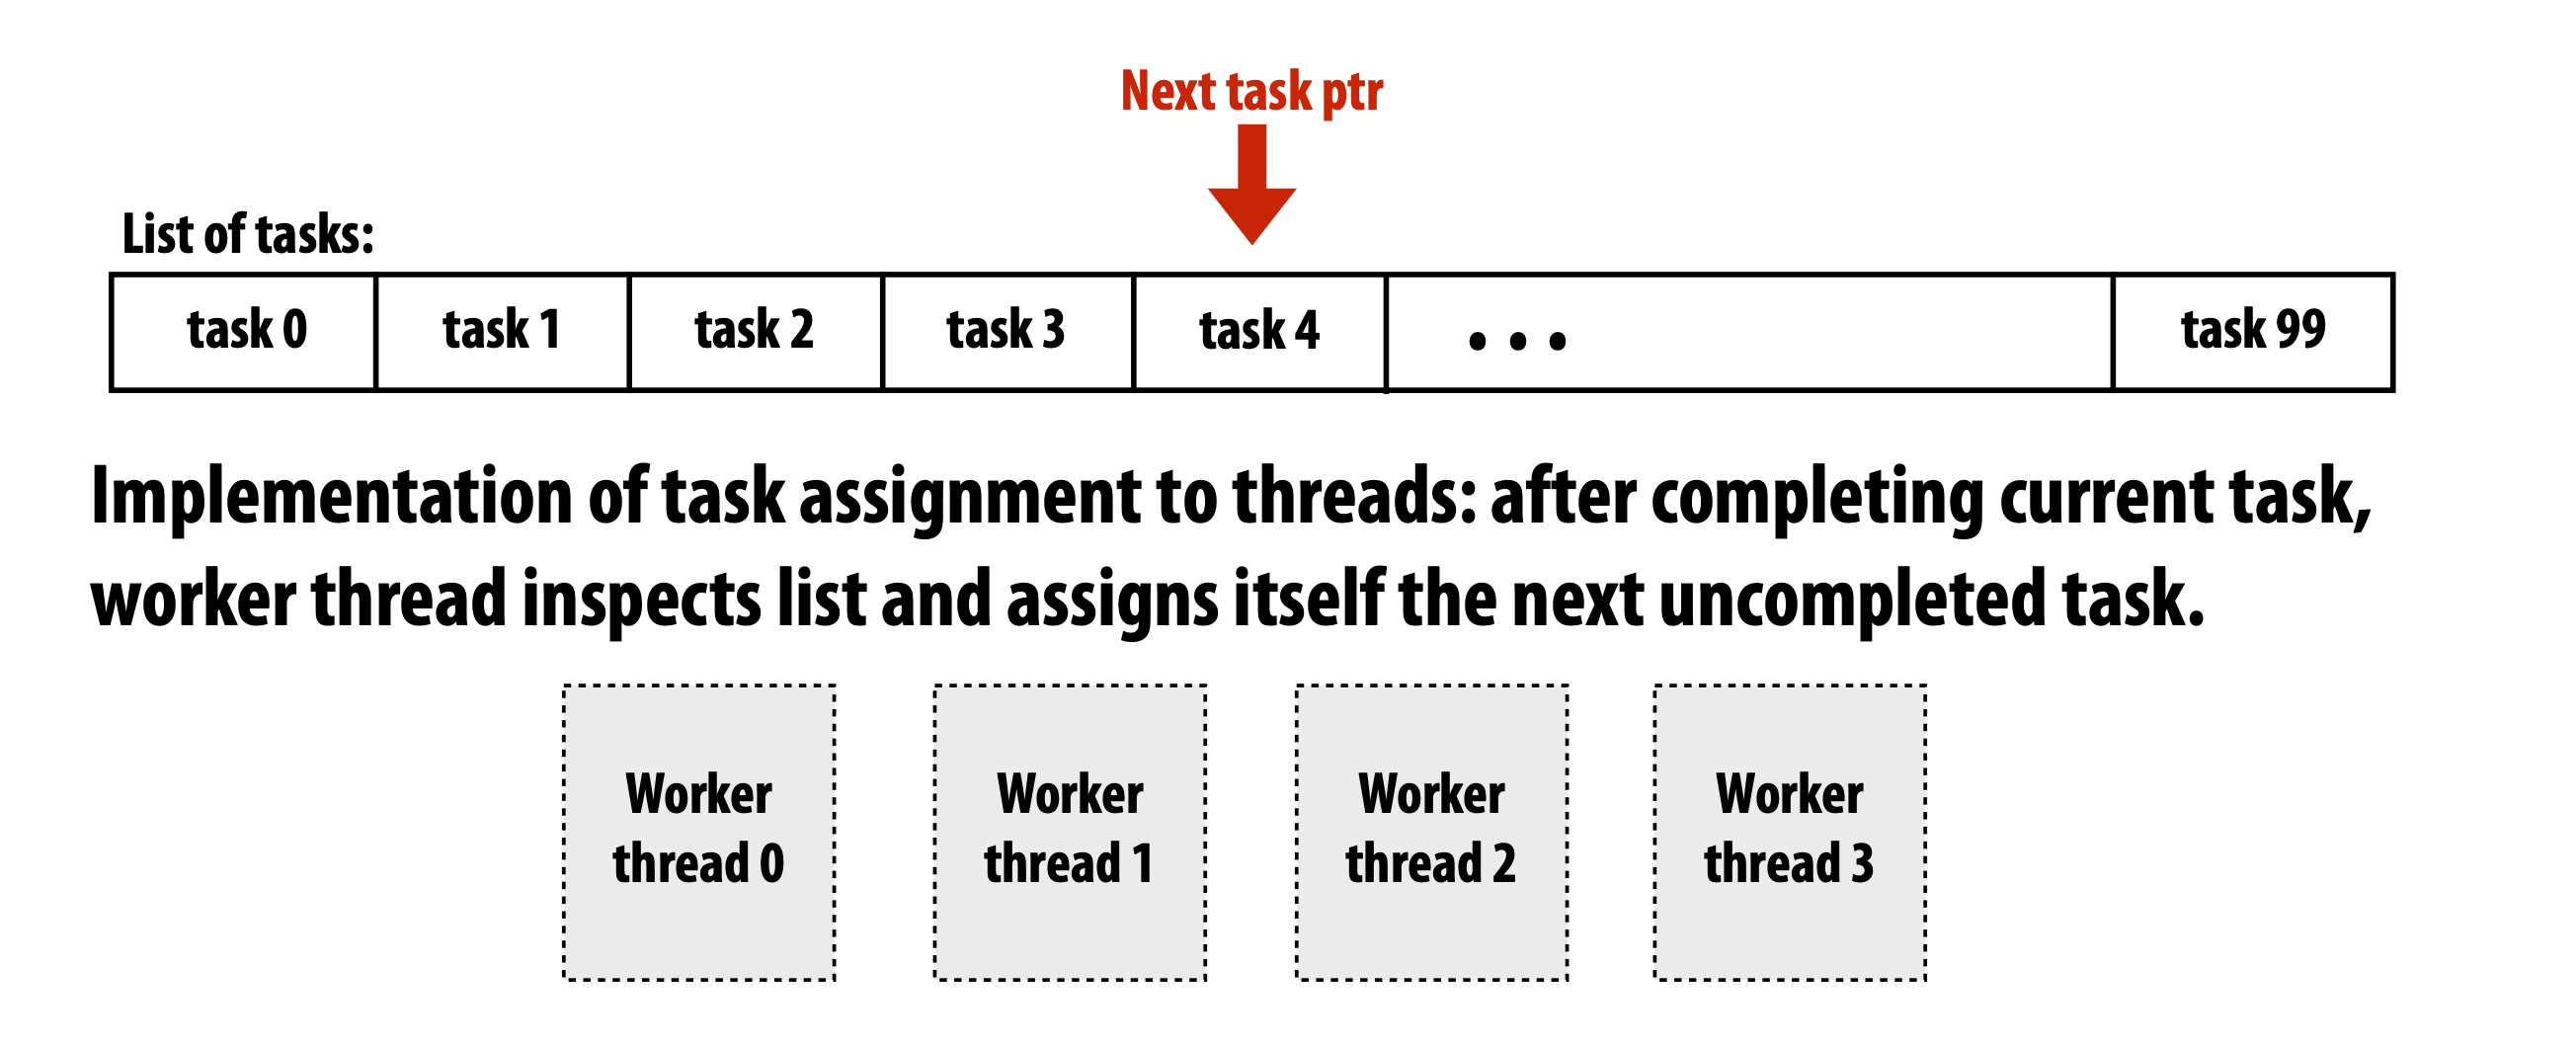 Next task ptr
List of tasks:
task 0
task 1
task 2
task 3
task 4
• • •
task 99
Implementation of task assignment to threads: after completing current task,
worker thread inspects list and assigns itself the next uncompleted task.
Worker
thread 0
Worker
thread 1
Worker
thread 2
Worker
thread 3